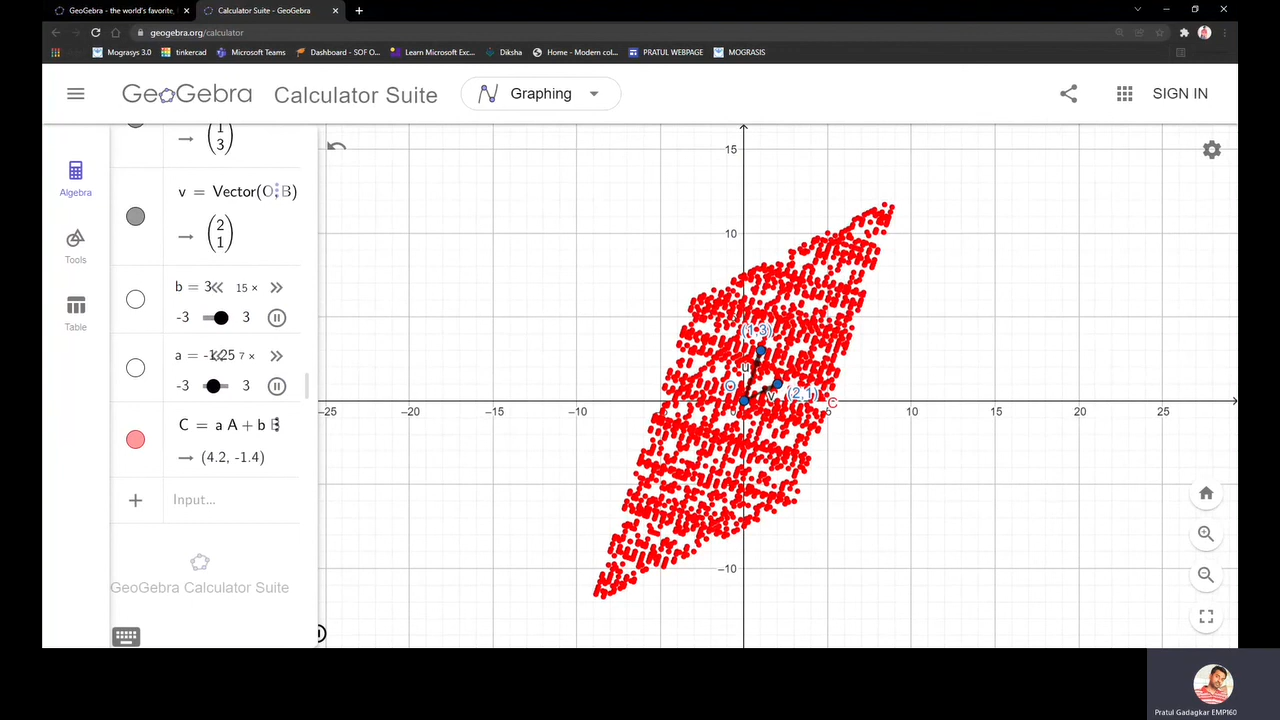 GeoGebra - the world's favorite,
Calculator Suite - GeoGebra
geogebra.org/calculator
Mograsys 3.0
tinkercad
Microsoft Teams
Dashboard - SOF O...
Learn Microsoft Exc...
Diksha
Home - Modern col...
PRATUL WEBPAGE
MOGRASIS
GeoGebra
Calculator Suite
Graphing
SIGN IN
Algebra
Tools
Table
→ (1 3)
v = Vector(O, B)
→ (2 1)
b = 3
15 ×
-3
3
7 ×
-3
3
C = a A + b B
→ (4.2, -1.4)
Input...
GeoGebra Calculator Suite
15
10
-10
-25
-20
-15
-10
-5
0
5
10
15
20
25
(1,3)
u
O
v
(2,1)
C
Pratul Gadagkar EMP160